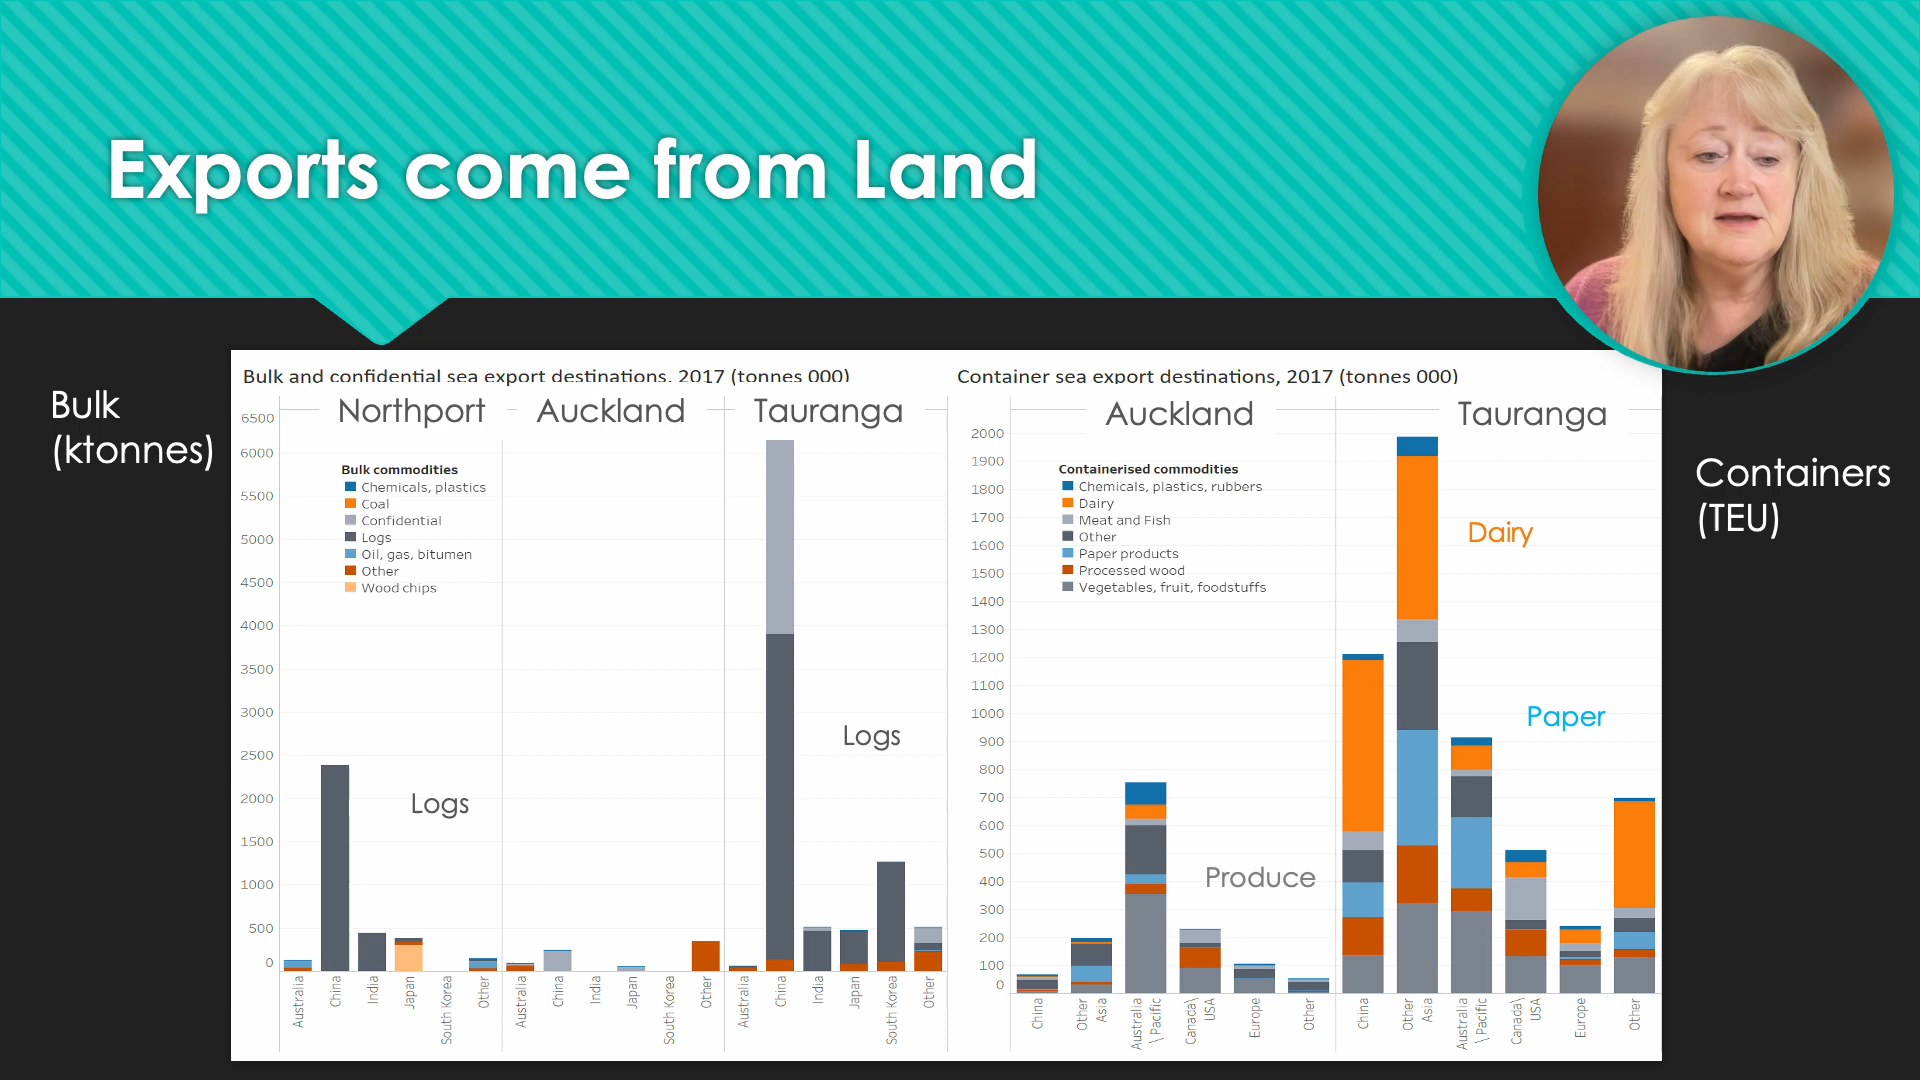 Exports come from Land
Bulk
(ktonnes)
Bulk and confidential sea export destinations, 2017 (tonnes 000)
Northport
Auckland
Tauranga
6500
6000
5500
5000
4500
4000
3500
3000
2500
2000
1500
1000
500
0
Bulk commodities
Chemicals, plastics
Coal
Confidential
Logs
Oil, gas, bitumen
Other
Wood chips
Logs
Logs
Australia
China
India
Japan
South Korea
Other
Australia
China
India
Japan
South Korea
Other
Australia
China
India
Japan
South Korea
Other
Container sea export destinations, 2017 (tonnes 000)
Auckland
Tauranga
2000
1900
1800
1700
1600
1500
1400
1300
1200
1100
1000
900
800
700
600
500
400
300
200
100
0
Containerised commodities
Chemicals, plastics, rubbers
Dairy
Meat and Fish
Other
Paper products
Processed wood
Vegetables, fruit, foodstuffs
Dairy
Paper
Produce
China
Other
Asia
Australia
\ Pacific
Canada\
USA
Europe
Other
China
Other
Asia
Australia
\ Pacific
Canada\
USA
Europe
Other
Containers
(TEU)